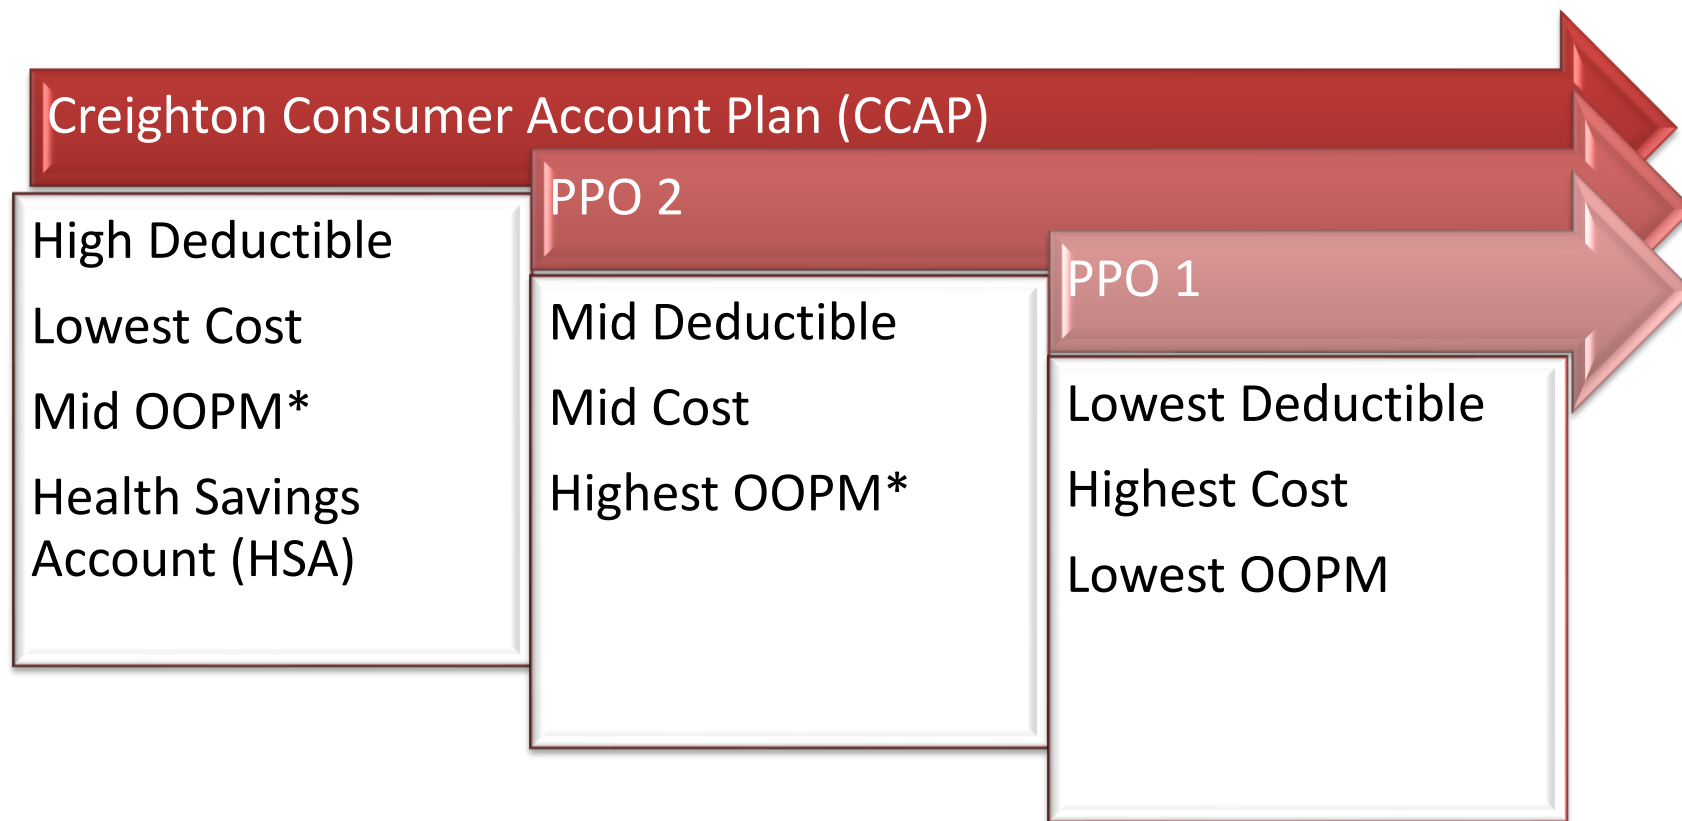 Creighton Consumer Account Plan (CCAP)
High Deductible
Lowest Cost
Mid OOPM*
Health Savings
Account (HSA)
PPO 2
Mid Deductible
Mid Cost
Highest OOPM*
PPO 1
Lowest Deductible
Highest Cost
Lowest OOPM